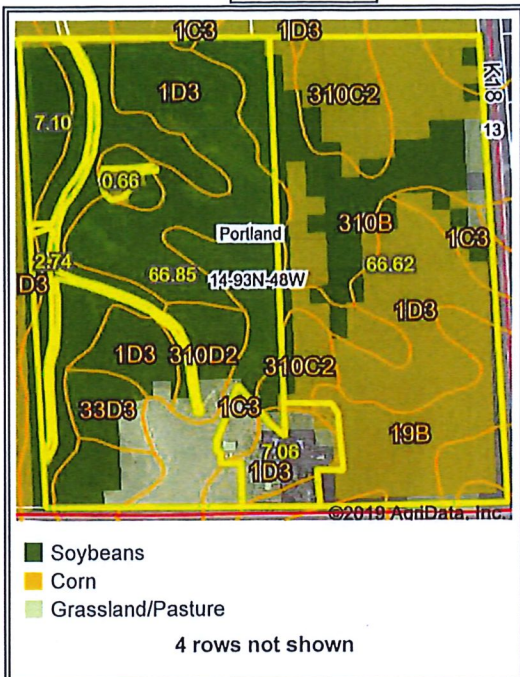 1C3
1D3
K-18
1D3
310C2
7.10
13
0.66
Portland
310B
1C3
2.74
66.85
14-93N-48W
66.62
D3
1D3
1D3
310D2
310C2
33D3
1C3
19B
7.06
1D3
©2019 AgriData, Inc.
Soybeans
Corn
Grassland/Pasture
4 rows not shown